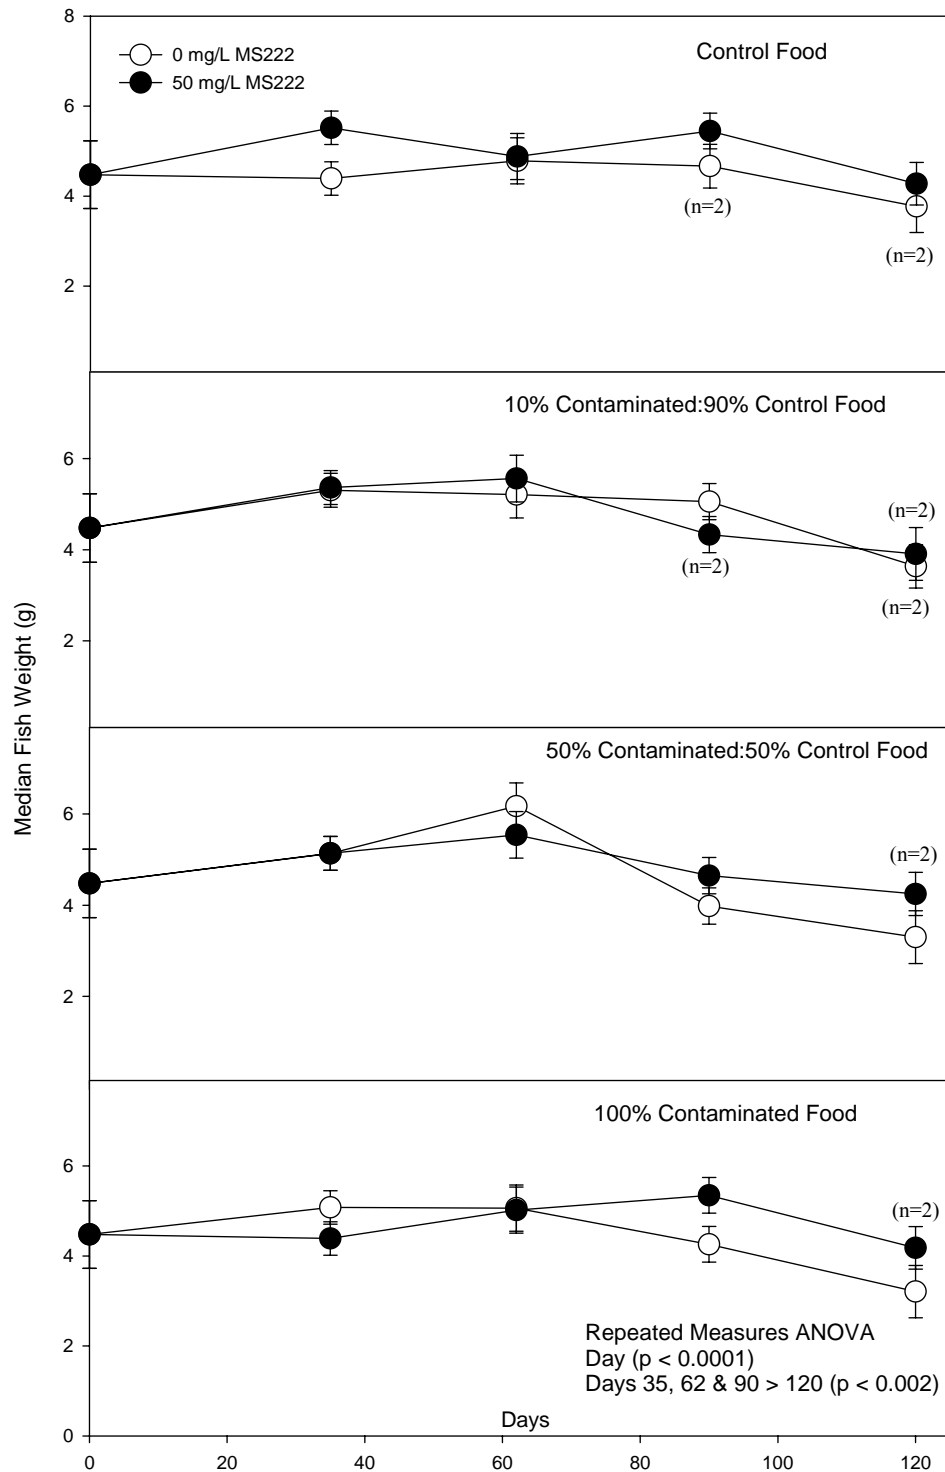 8
0 mg/L MS222
Control Food
50 mg/L MS222
6
4
(n=2)
(n=2)
2
10% Contaminated:90% Control Food
6
(n=2)
4
(n=2)
(n=2)
2
Median Fish Weight (g)
50% Contaminated:50% Control Food
6
(n=2)
4
2
100% Contaminated Food
6
(n=2)
4
2
Repeated Measures ANOVA
Day (p < 0.0001)
Days 35, 62 & 90 > 120 (p < 0.002)
Days
0
0 20 40 60 80 100 120